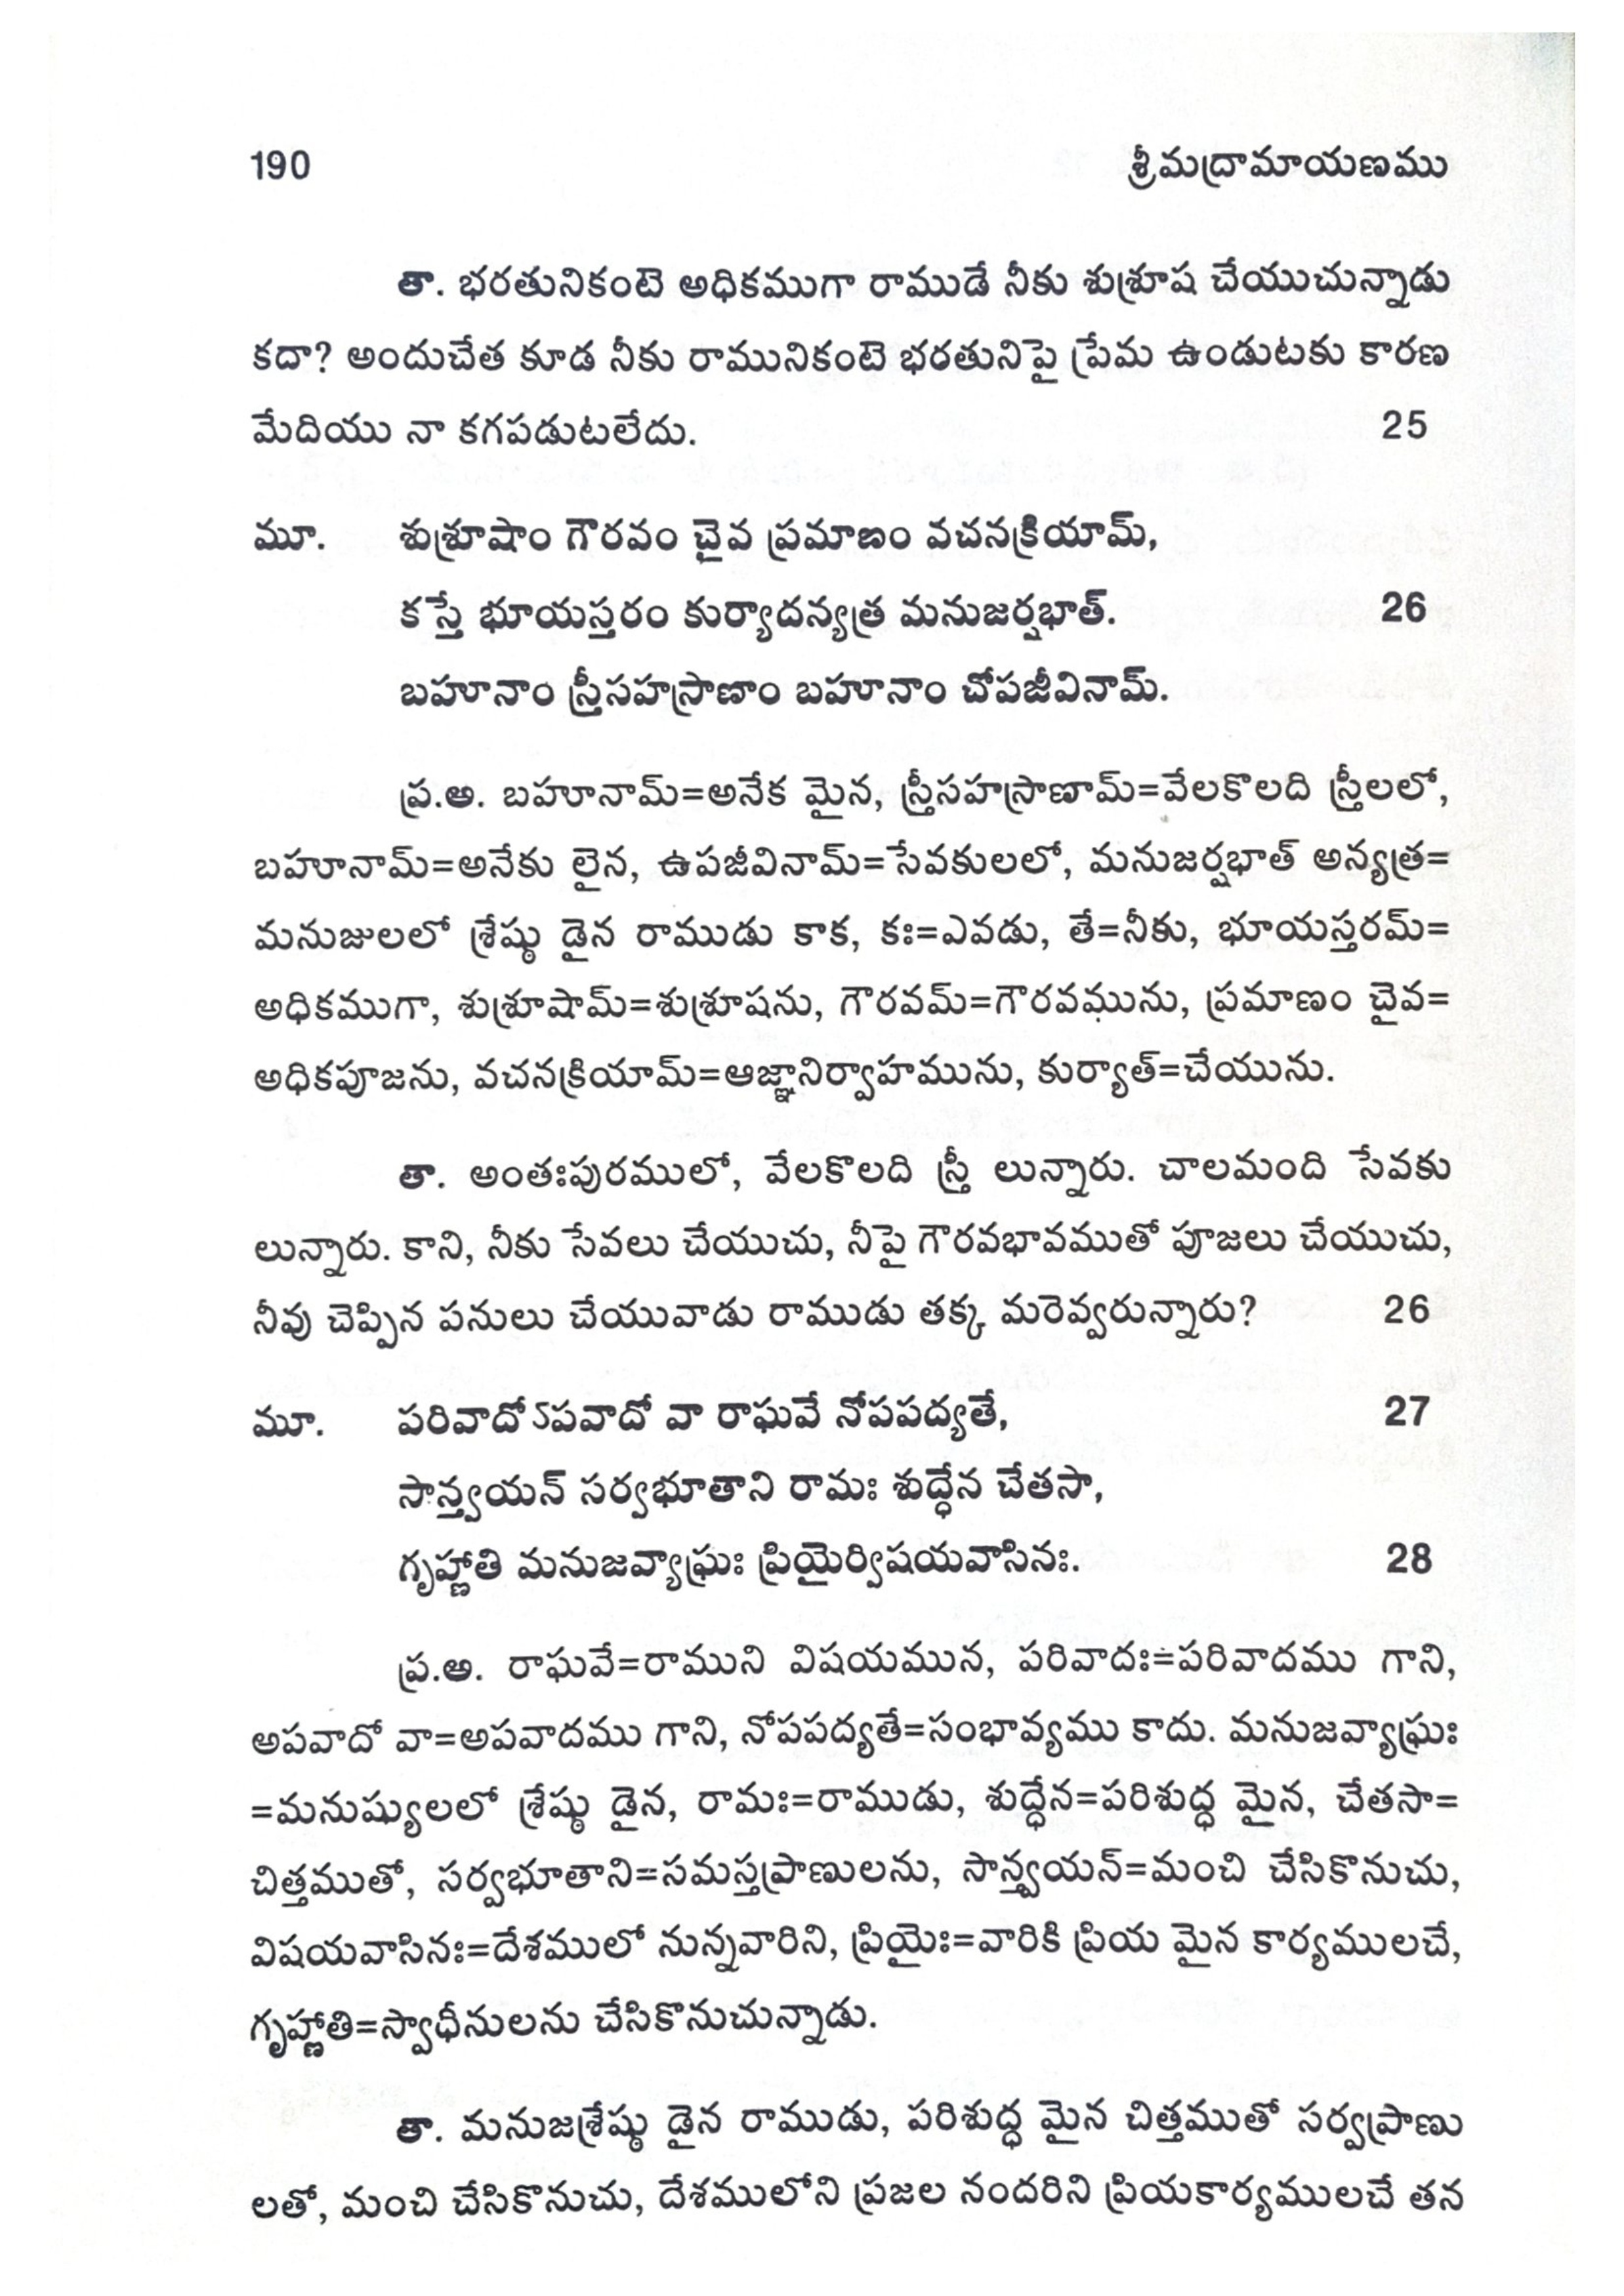 190 శ్రీమద్రామాయణము
తా. భరతునికంటె అధికముగా రాముడే నీకు శుశ్రూష చేయుచున్నాడు
కదా? అందుచేత కూడ నీకు రామునికంటె భరతునిపై ప్రేమ ఉండుటకు కారణ
మేదియు నా కగపడుటలేదు. 25
మూ. శుశ్రూషాం గౌరవం చైవ ప్రమాణం వచనక్రియామ్,
కస్తే భూయస్తరం కుర్యాదన్యత్ర మనుజర్షభాత్. 26
బహూనాం స్త్రీసహస్రాణాం బహూనాం చోపజీవినామ్.
ప్ర.అ. బహూనామ్=అనేక మైన, స్త్రీసహస్రాణామ్=వేలకొలది స్త్రీలలో,
బహూనామ్=అనేకు లైన, ఉపజీవినామ్=సేవకులలో, మనుజర్షభాత్ అన్యత్ర=
మనుజులలో శ్రేష్ఠు డైన రాముడు కాక, కః=ఎవడు, తే=నీకు, భూయస్తరమ్=
అధికముగా, శుశ్రూషామ్=శుశ్రూషను, గౌరవమ్=గౌరవమును, ప్రమాణం చైవ=
అధికపూజను, వచనక్రియామ్=ఆజ్ఞానిర్వాహమును, కుర్యాత్=చేయును.
తా. అంతఃపురములో, వేలకొలది స్త్రీ లున్నారు. చాలమంది సేవకు
లున్నారు. కాని, నీకు సేవలు చేయుచు, నీపై గౌరవభావముతో పూజలు చేయుచు,
నీవు చెప్పిన పనులు చేయువాడు రాముడు తక్క మరెవ్వరున్నారు? 26
మూ. పరివాదోఽపవాదో వా రాఘవే నోపపద్యతే, 27
సాన్త్వయన్ సర్వభూతాని రామః శుద్ధేన చేతసా,
గృహ్ణాతి మనుజవ్యాఘ్రః ప్రియైర్విషయవాసినః. 28
ప్ర.అ. రాఘవే=రాముని విషయమున, పరివాదః=పరివాదము గాని,
అపవాదో వా=అపవాదము గాని, నోపపద్యతే=సంభావ్యము కాదు. మనుజవ్యాఘ్రః
=మనుష్యులలో శ్రేష్ఠు డైన, రామః=రాముడు, శుద్ధేన=పరిశుద్ధ మైన, చేతసా=
చిత్తముతో, సర్వభూతాని=సమస్తప్రాణులను, సాన్త్వయన్=మంచి చేసికొనుచు,
విషయవాసినః=దేశములో నున్నవారిని, ప్రియైః=వారికి ప్రియ మైన కార్యములచే,
గృహ్ణాతి=స్వాధీనులను చేసికొనుచున్నాడు.
తా. మనుజశ్రేష్ఠు డైన రాముడు, పరిశుద్ధ మైన చిత్తముతో సర్వప్రాణు
లతో, మంచి చేసికొనుచు, దేశములోని ప్రజల నందరిని ప్రియకార్యములచే తన